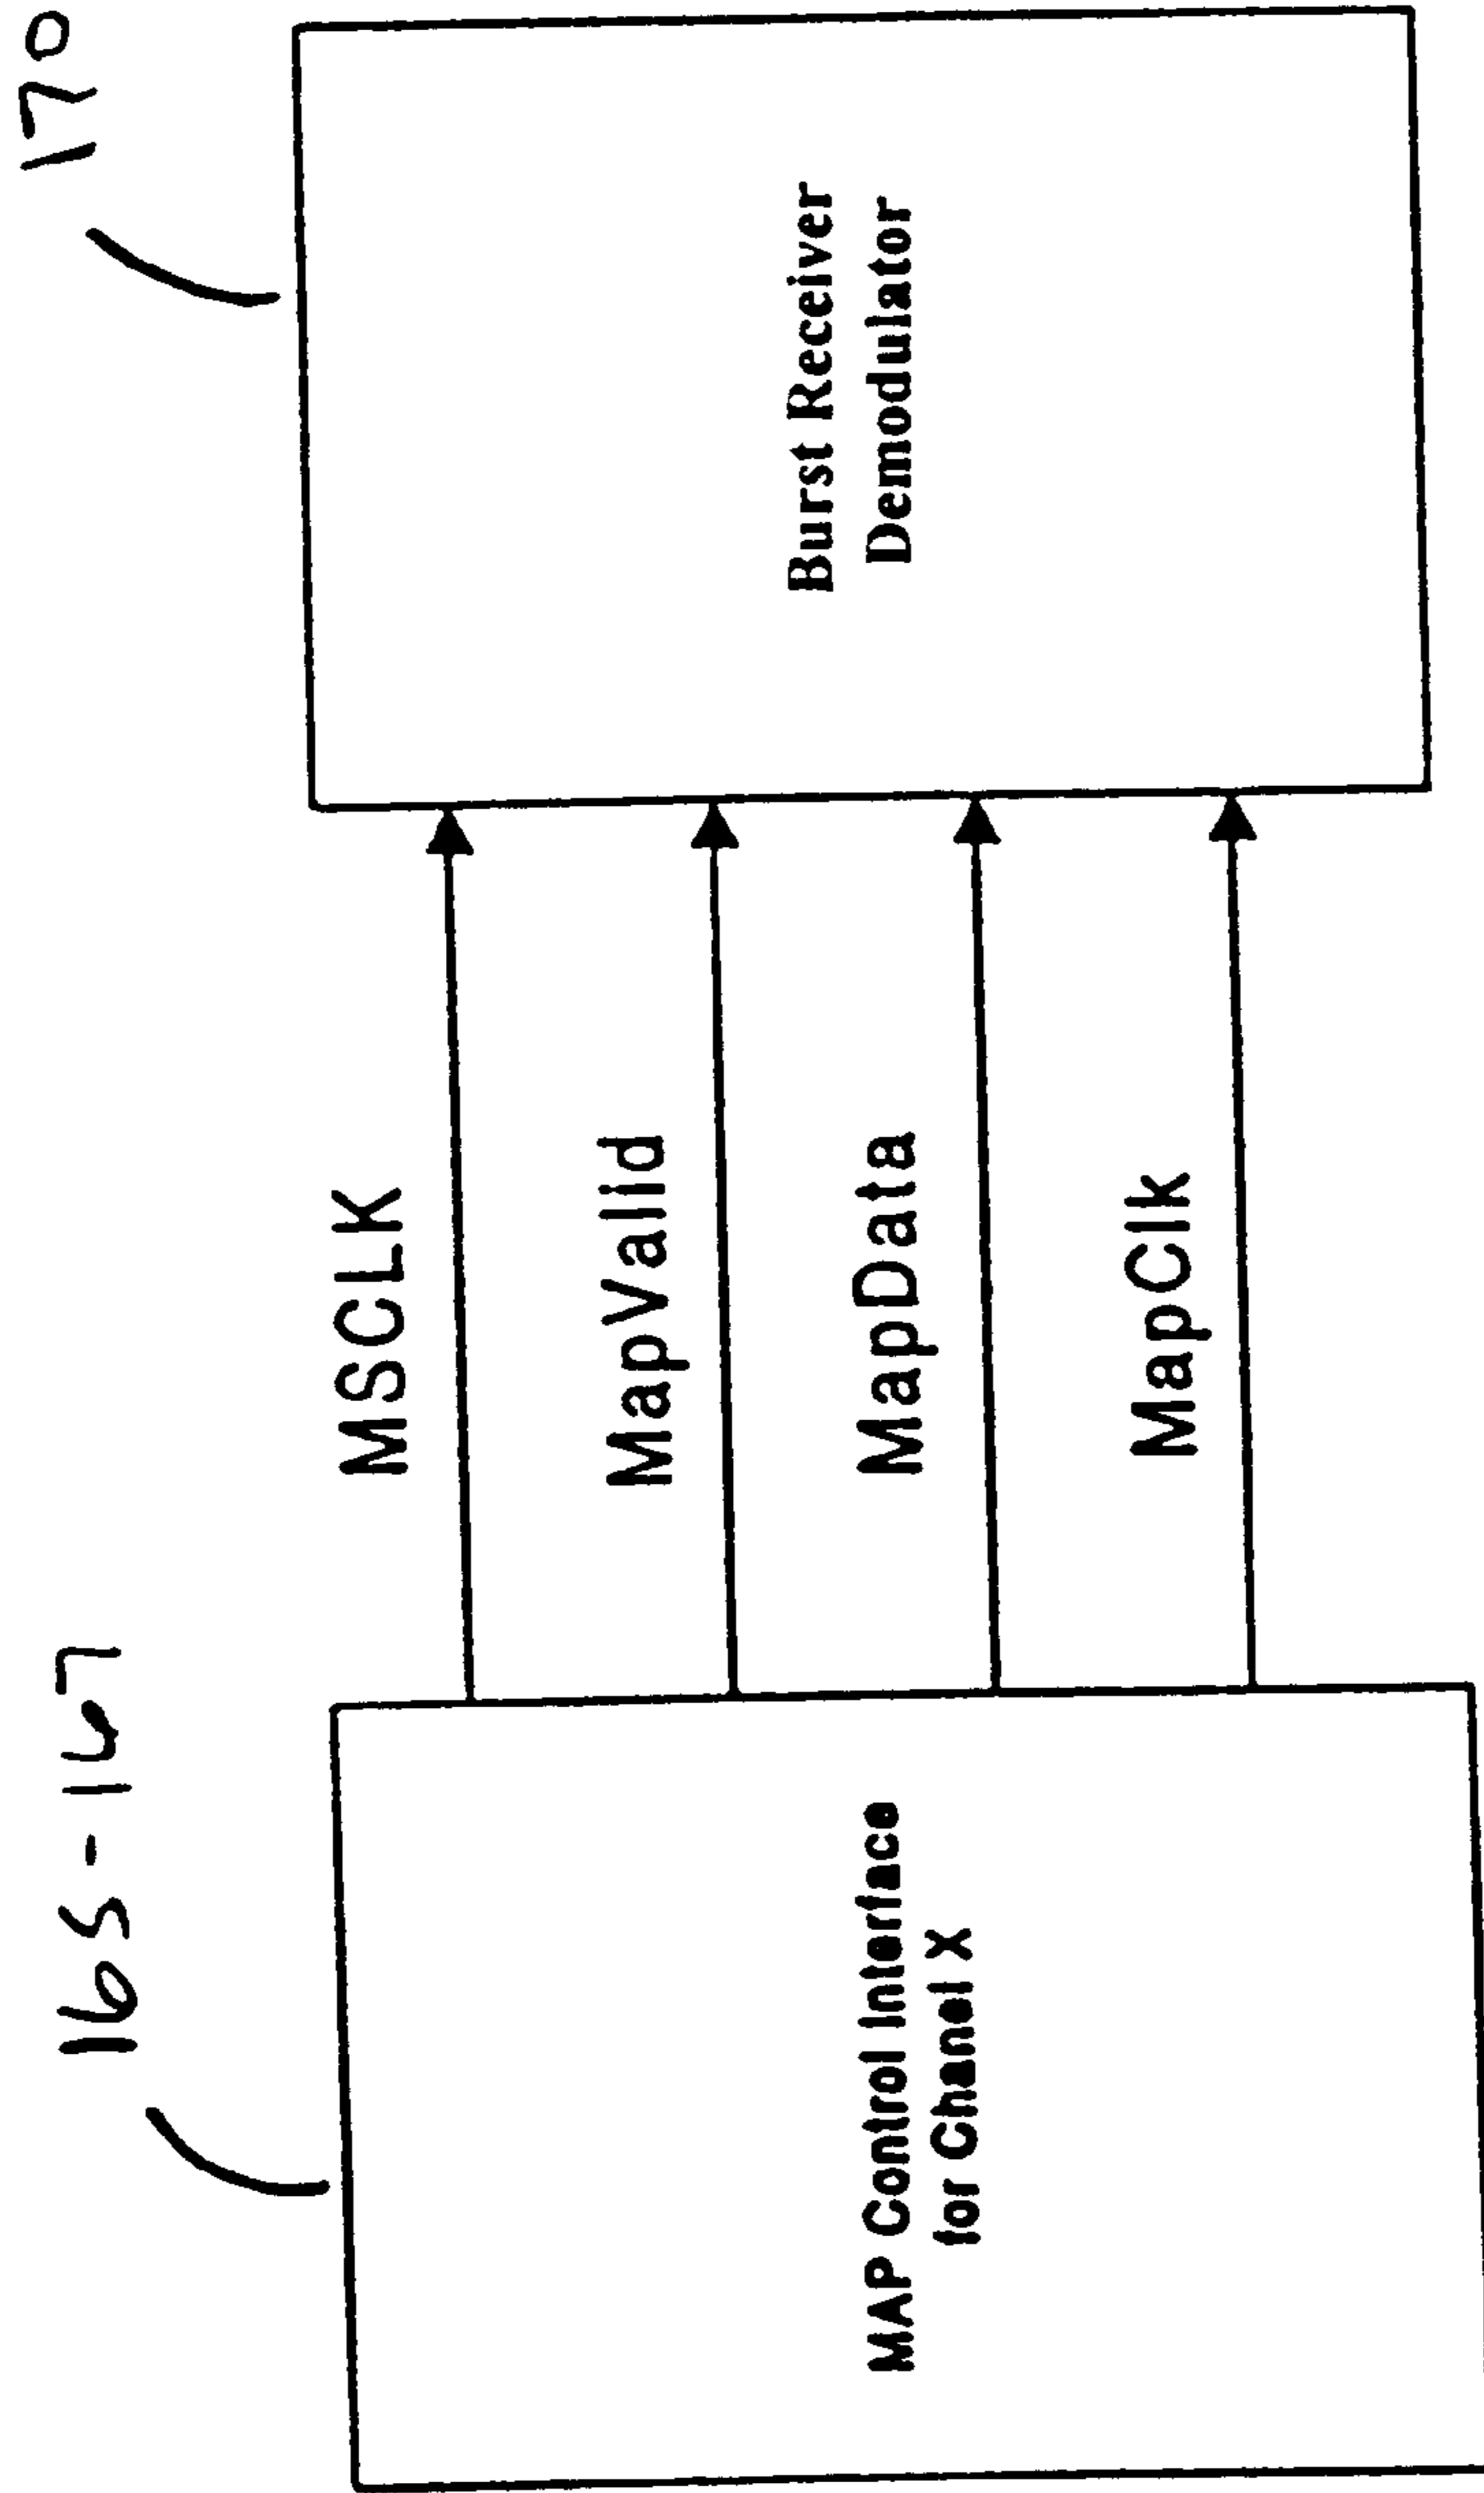 165-167
170
MSCLK
MapValid
MapData
MapClk
MAP Control Interface
for Chanel X
Burst Receiver
Demodulator